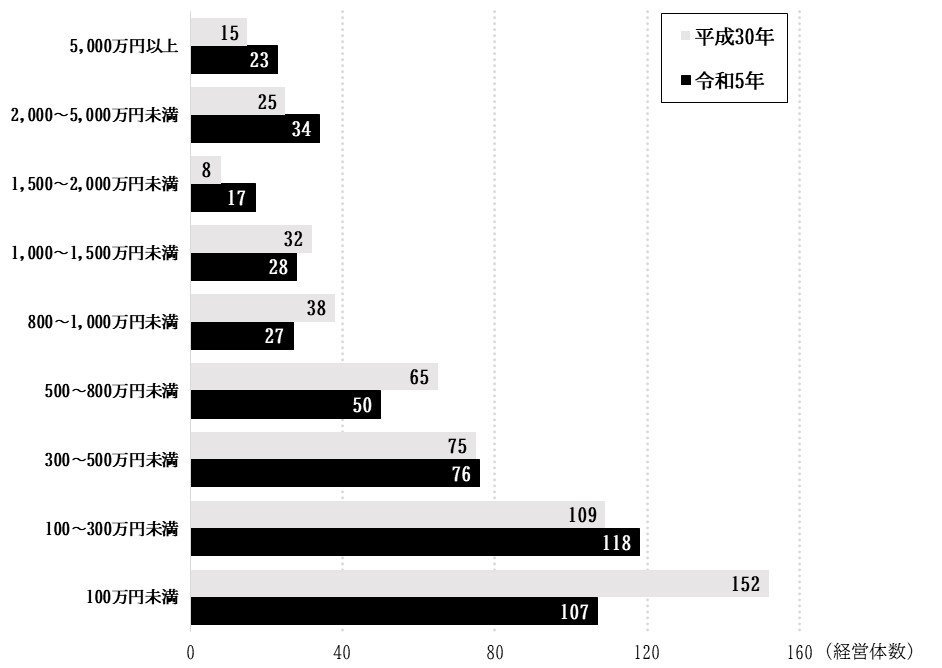 平成30年
令和5年
5,000万円以上
15
23
2,000～5,000万円未満
25
34
1,500～2,000万円未満
8
17
1,000～1,500万円未満
32
28
800～1,000万円未満
38
27
500～800万円未満
65
50
300～500万円未満
75
76
100～300万円未満
109
118
100万円未満
152
107
0 40 80 120 160（経営体数）